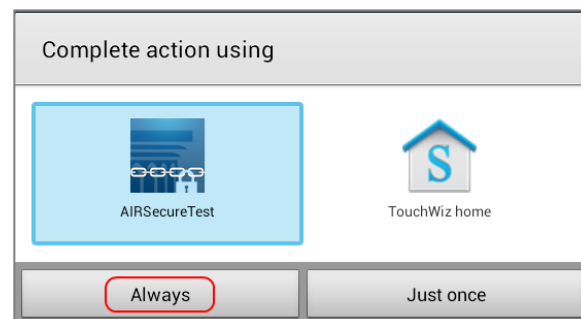 Complete action using
S
AIRSecureTest
TouchWiz home
Always
Just once